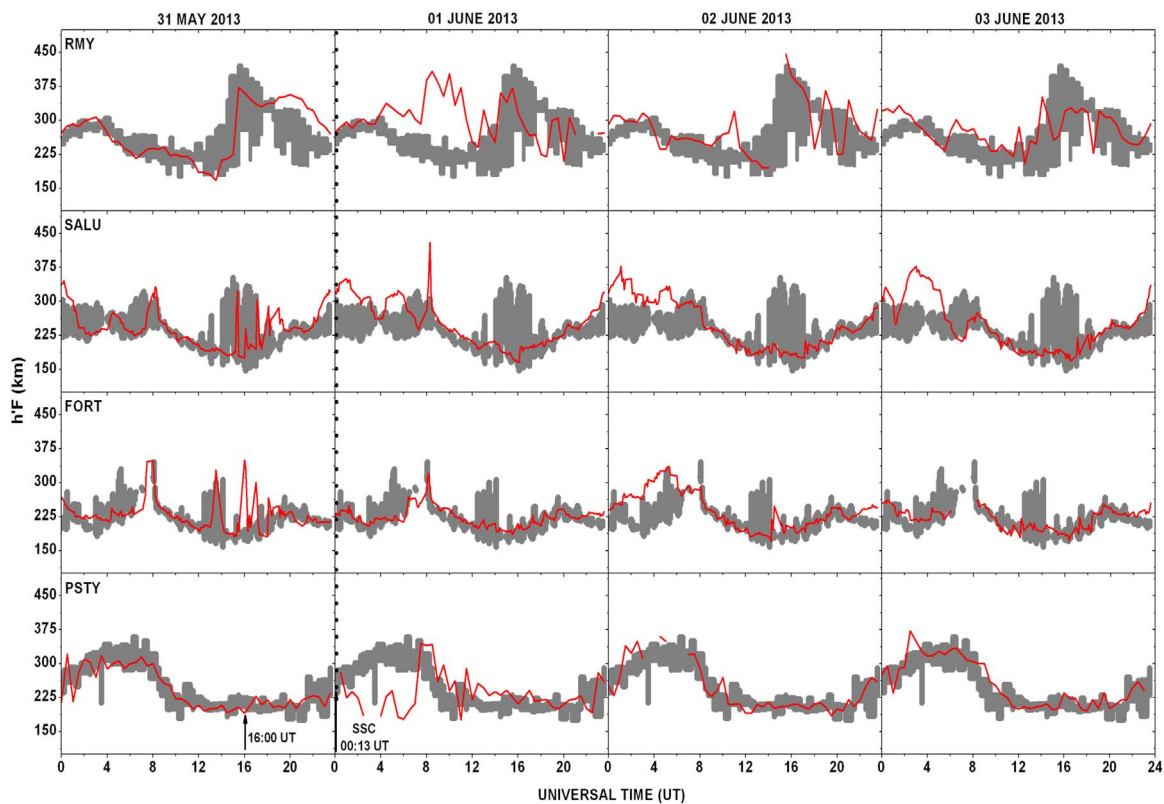 31 MAY 2013 01 JUNE 2013 02 JUNE 2013 03 JUNE 2013
RMY
450
375
300
225
150
SALU
450
375
300
225
150
h'F (km)
FORT
450
375
300
225
150
PSTY
450
375
300
225
150
16:00 UT
SSC
00:13 UT
0 4 8 12 16 20 0 4 8 12 16 20 0 4 8 12 16 20 0 4 8 12 16 20 24
UNIVERSAL TIME (UT)